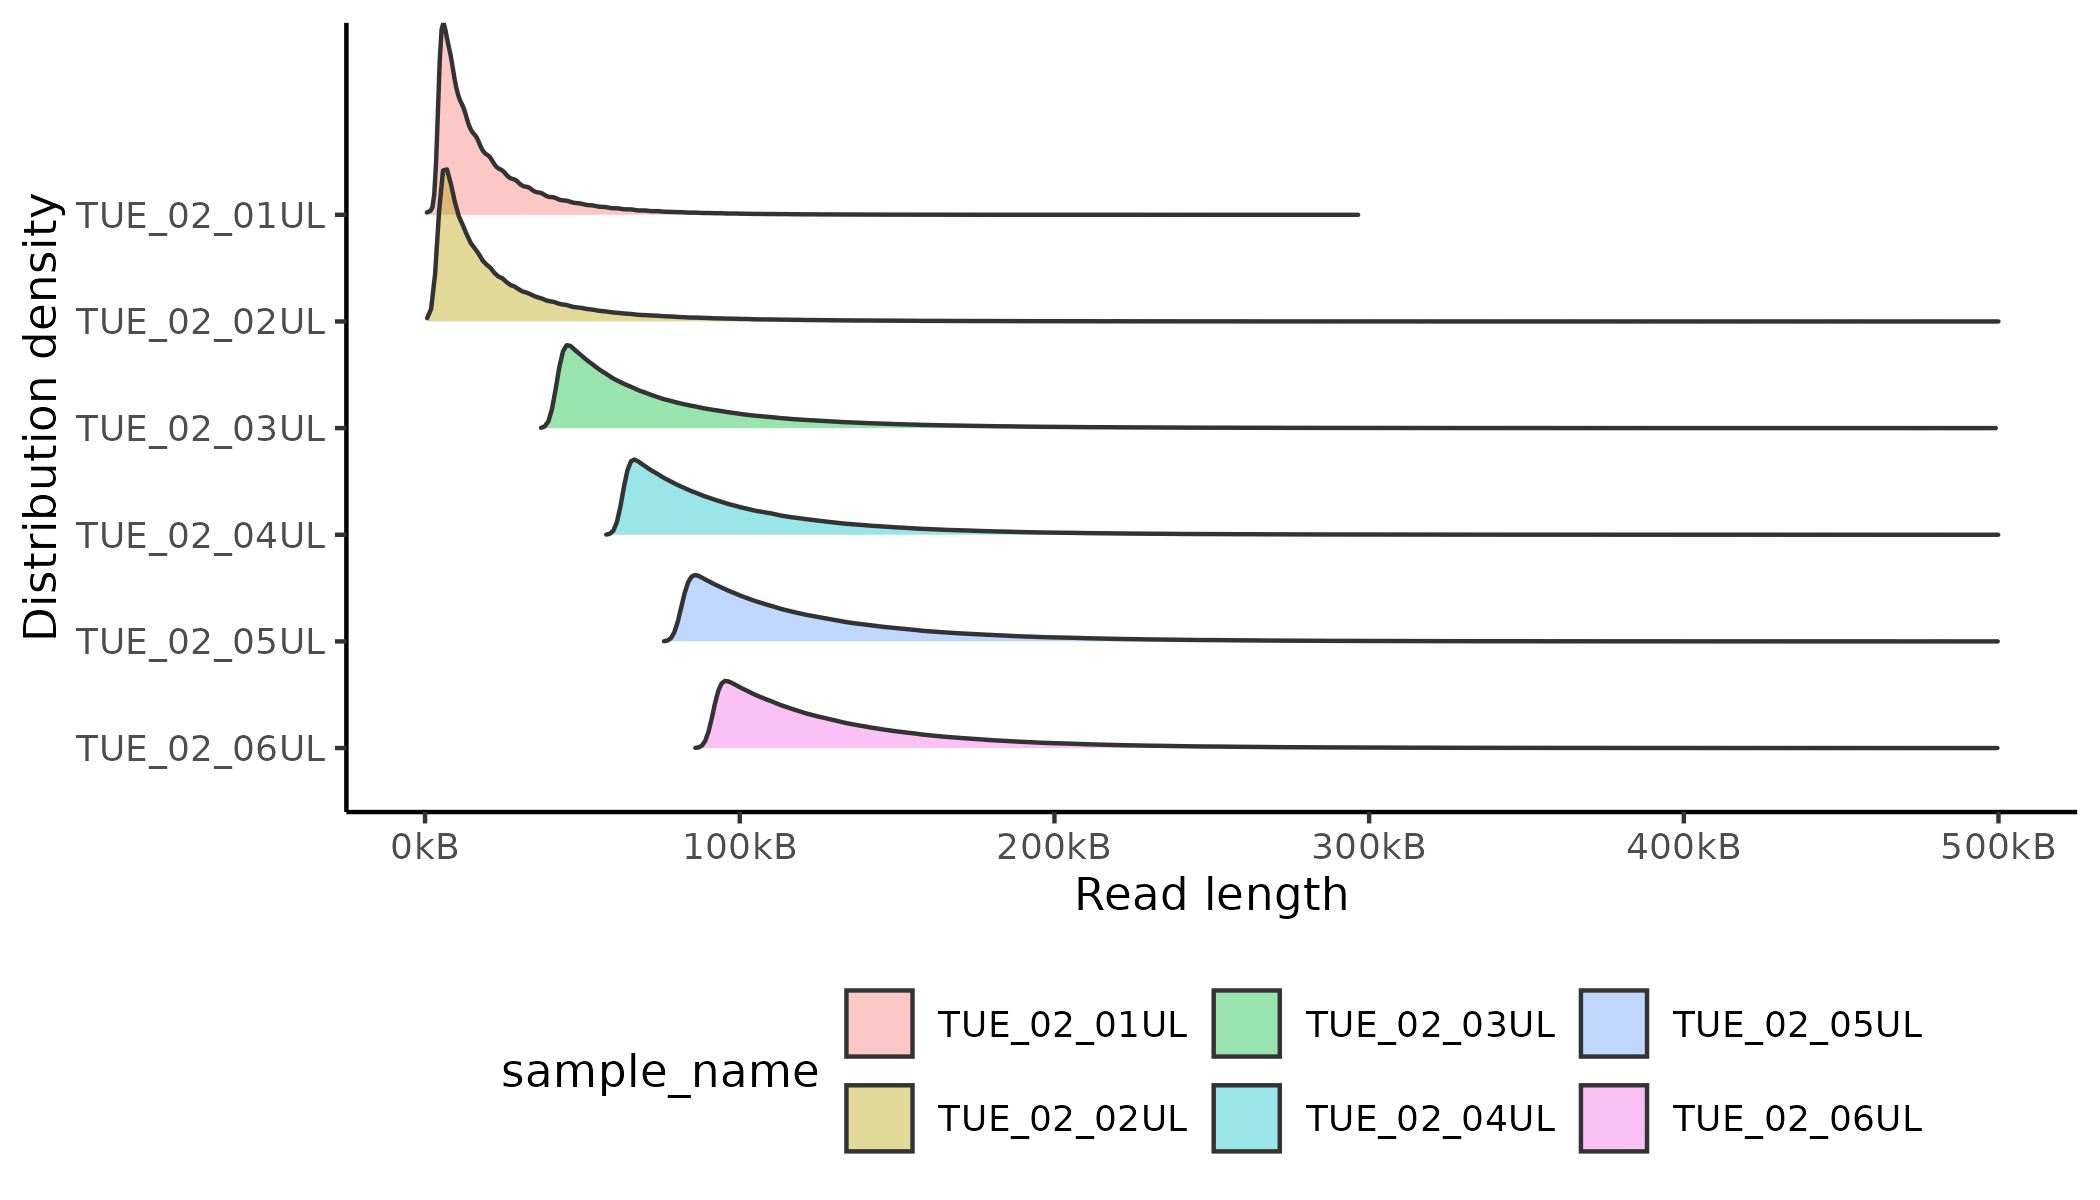 Distribution density
TUE_02_01UL
TUE_02_02UL
TUE_02_03UL
TUE_02_04UL
TUE_02_05UL
TUE_02_06UL
0kB 100kB 200kB 300kB 400kB 500kB
Read length
sample_name
TUE_02_01UL TUE_02_03UL TUE_02_05UL
TUE_02_02UL TUE_02_04UL TUE_02_06UL